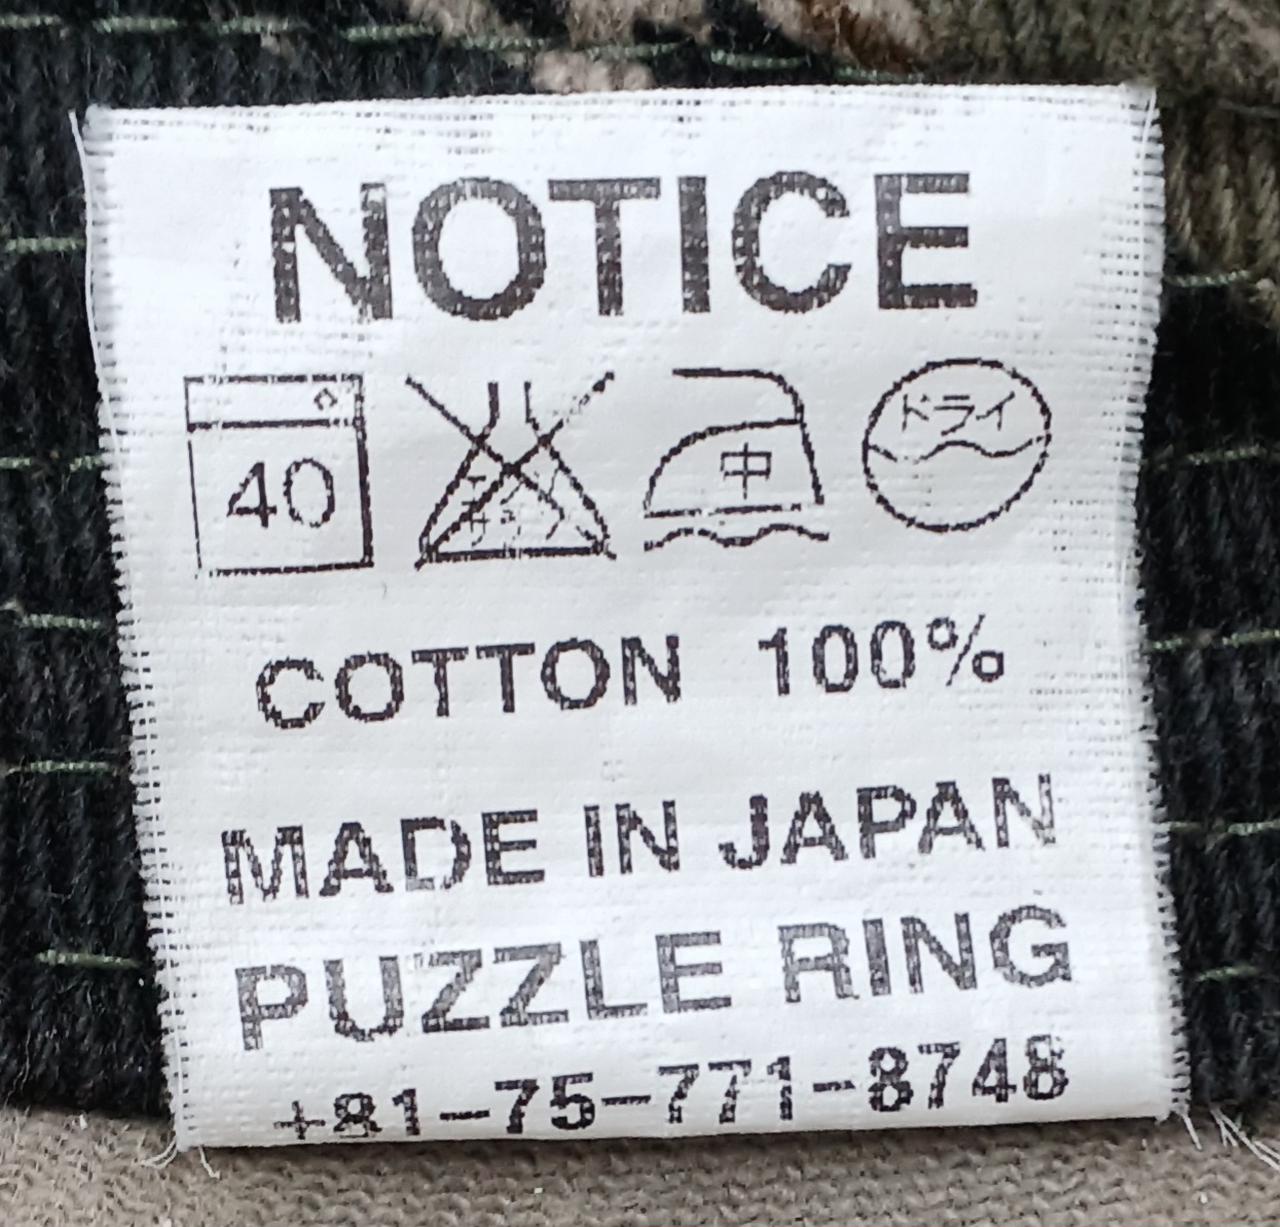 NOTICE
40 中 ドライ
COTTON 100%
MADE IN JAPAN
PUZZLE RING
+81-75-771-8748